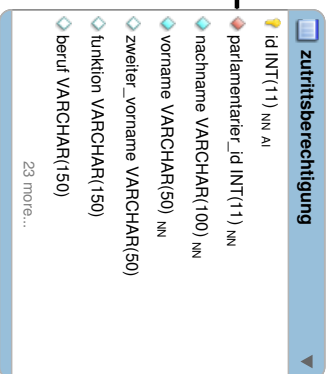 zutrittsberechtigung
id INT(11) NN AI
parlamentarier_id INT(11) NN
nachname VARCHAR(100) NN
vorname VARCHAR(50) NN
zweiter_vorname VARCHAR(50)
funktion VARCHAR(150)
beruf VARCHAR(150)
23 more...